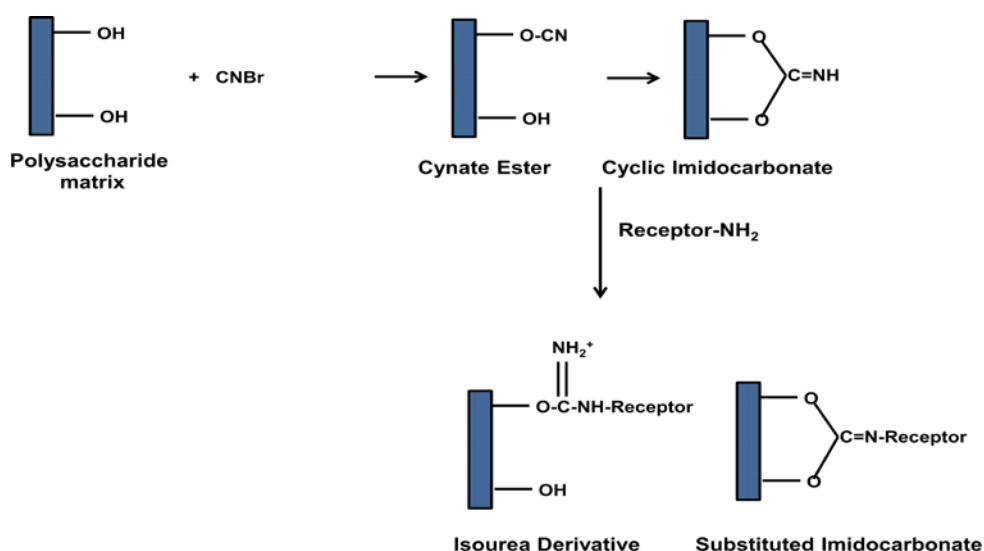 OH
+ CNBr
OH
Polysaccharide
matrix
O-CN
OH
Cynate Ester
O
C=NH
O
Cyclic Imidocarbonate
Receptor-NH₂
NH₂⁺
O-C-NH-Receptor
OH
Isourea Derivative
O
C=N-Receptor
O
Substituted Imidocarbonate